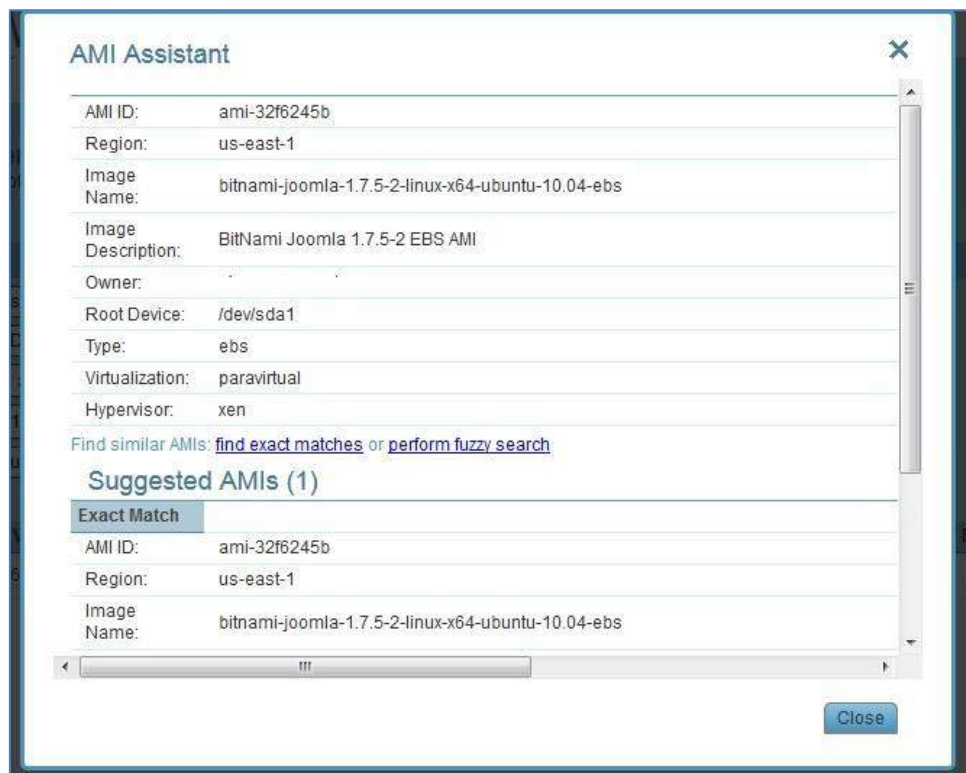 AMI Assistant
AMI ID: ami-32f6245b
Region: us-east-1
Image Name: bitnami-joomla-1.7.5-2-linux-x64-ubuntu-10.04-ebs
Image Description: BitNami Joomla 1.7.5-2 EBS AMI
Owner:
Root Device: /dev/sda1
Type: ebs
Virtualization: paravirtual
Hypervisor: xen
Find similar AMIs: find exact matches or perform fuzzy search
Suggested AMIs (1)
Exact Match
AMI ID: ami-32f6245b
Region: us-east-1
Image Name: bitnami-joomla-1.7.5-2-linux-x64-ubuntu-10.04-ebs
Close